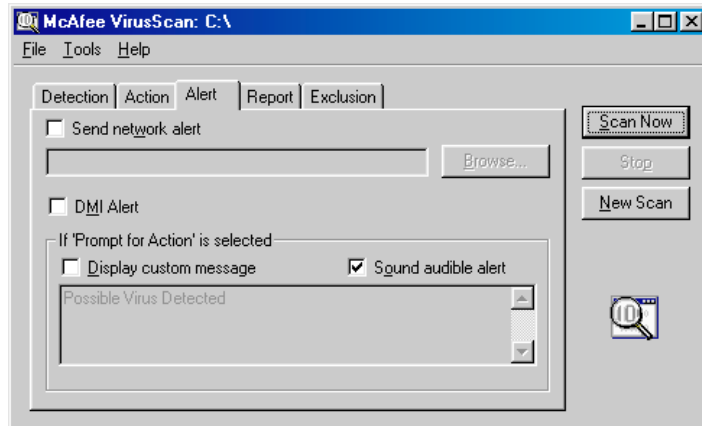 McAfee VirusScan: C:\
File Tools Help
Detection Action Alert Report Exclusion
Send network alert
Browse...
DMI Alert
If 'Prompt for Action' is selected
Display custom message Sound audible alert
Possible Virus Detected
Scan Now
Stop
New Scan